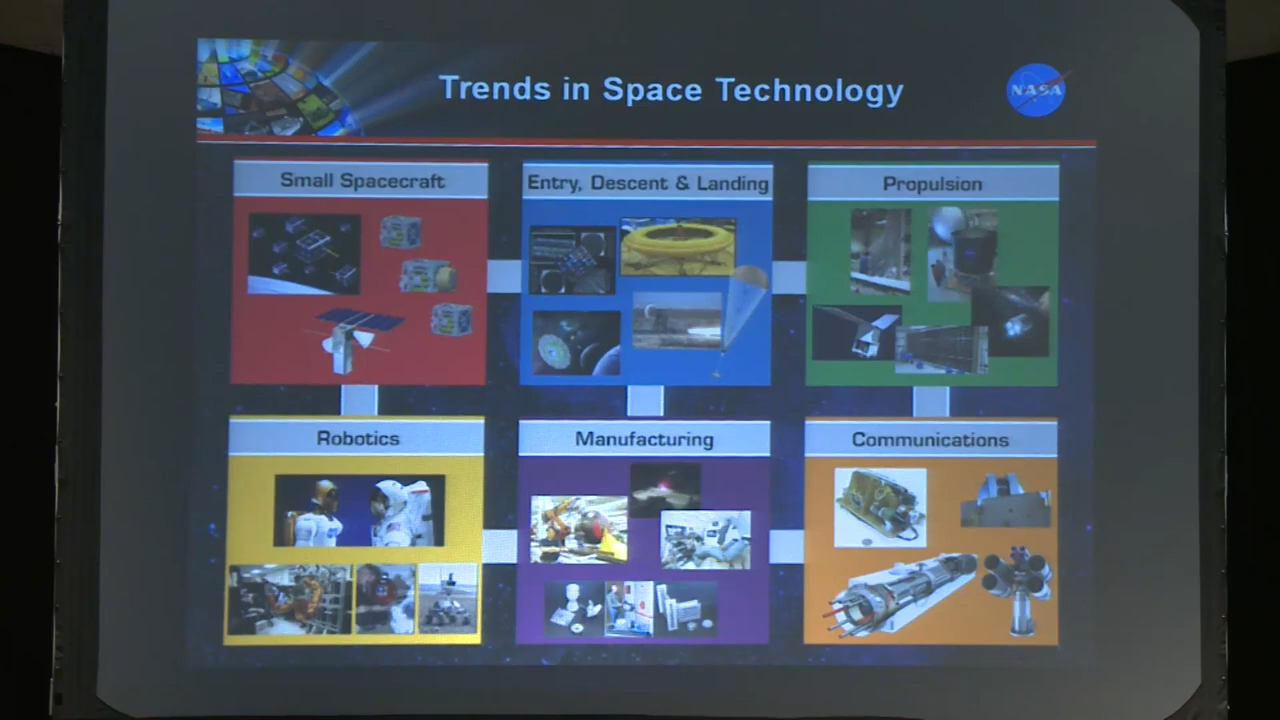 Trends in Space Technology
NASA
Small Spacecraft
Entry, Descent & Landing
Propulsion
Robotics
Manufacturing
Communications